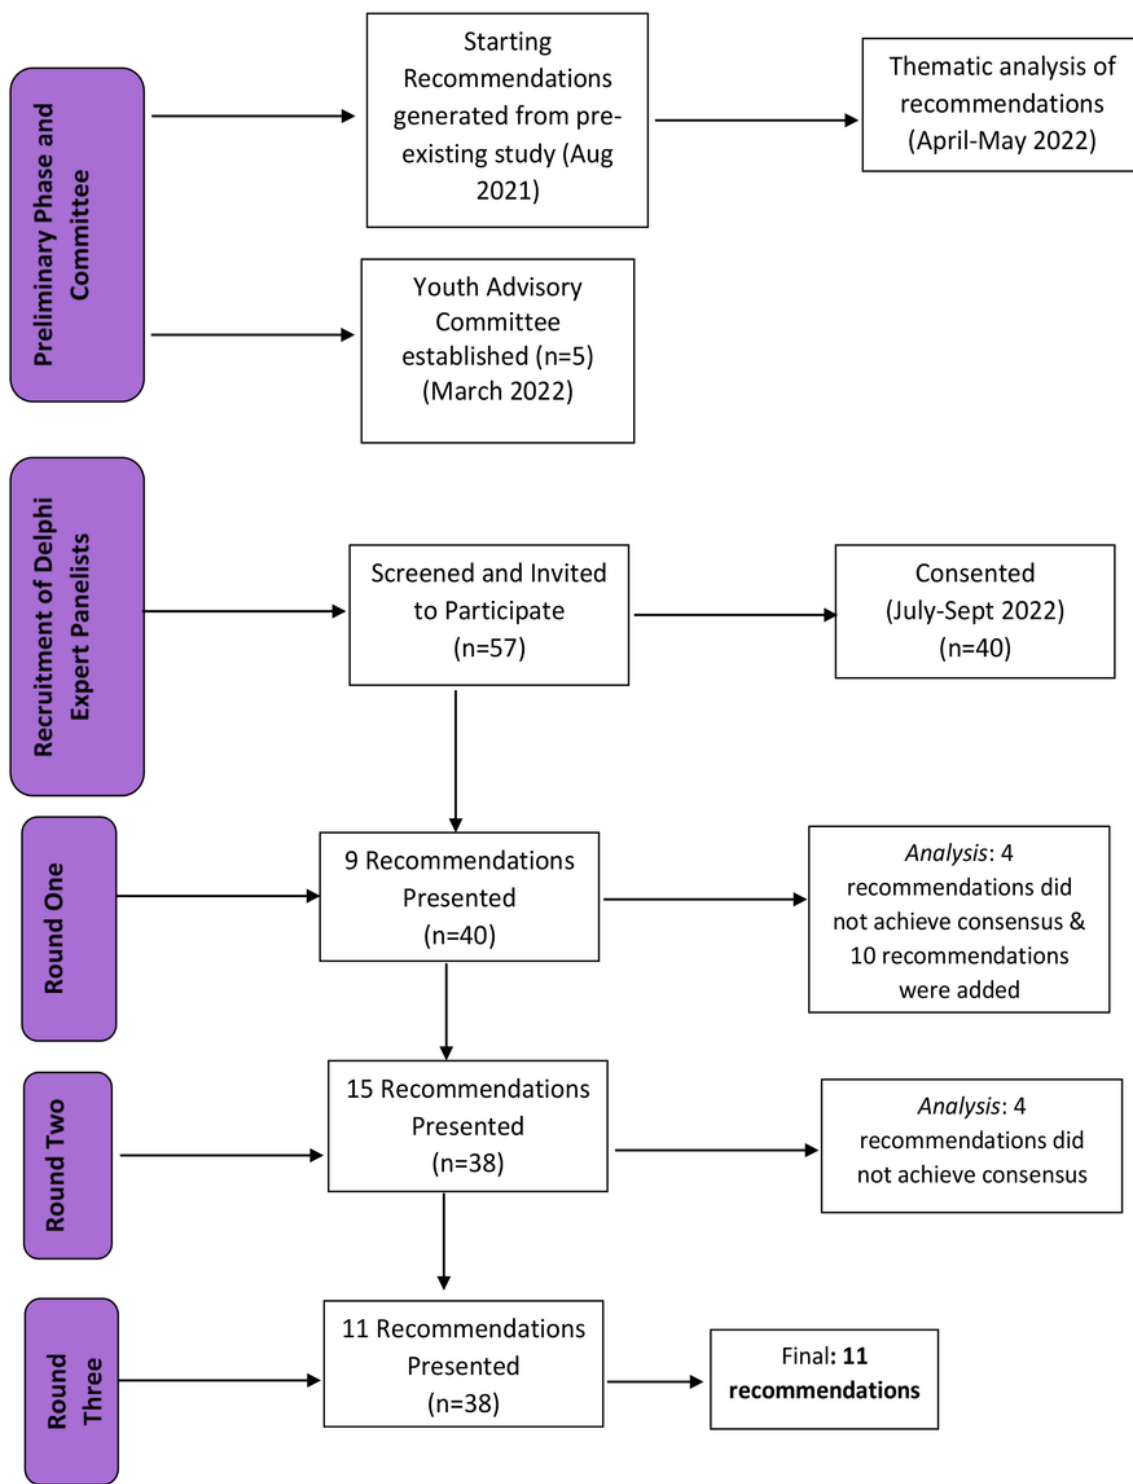 Preliminary Phase and
Committee
Starting
Recommendations
generated from pre-
existing study (Aug
2021)
Thematic analysis of
recommendations
(April-May 2022)
Youth Advisory
Committee
established (n=5)
(March 2022)
Recruitment of Delphi
Expert Panelists
Screened and Invited
to Participate
(n=57)
Consented
(July-Sept 2022)
(n=40)
Round One
9 Recommendations
Presented
(n=40)
Analysis: 4
recommendations did
not achieve consensus &
10 recommendations
were added
Round Two
15 Recommendations
Presented
(n=38)
Analysis: 4
recommendations did
not achieve consensus
Round
Three
11 Recommendations
Presented
(n=38)
Final: 11
recommendations